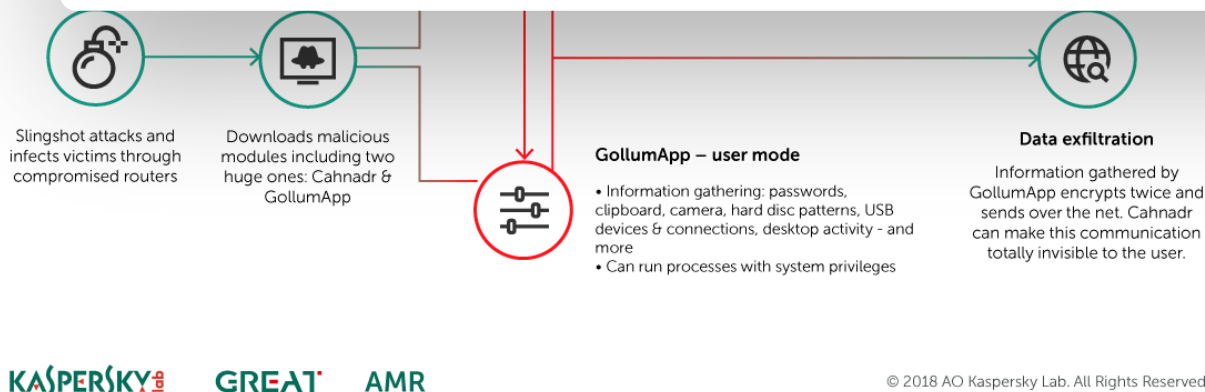 Slingshot attacks and
infects victims through
compromised routers
Downloads malicious
modules including two
huge ones: Cahnadr &
GollumApp
GollumApp – user mode
• Information gathering: passwords,
clipboard, camera, hard disc patterns, USB
devices & connections, desktop activity - and
more
• Can run processes with system privileges
Data exfiltration
Information gathered by
GollumApp encrypts twice and
sends over the net. Cahnadr
can make this communication
totally invisible to the user.
KASPERSKY lab
GREAT
AMR
© 2018 AO Kaspersky Lab. All Rights Reserved